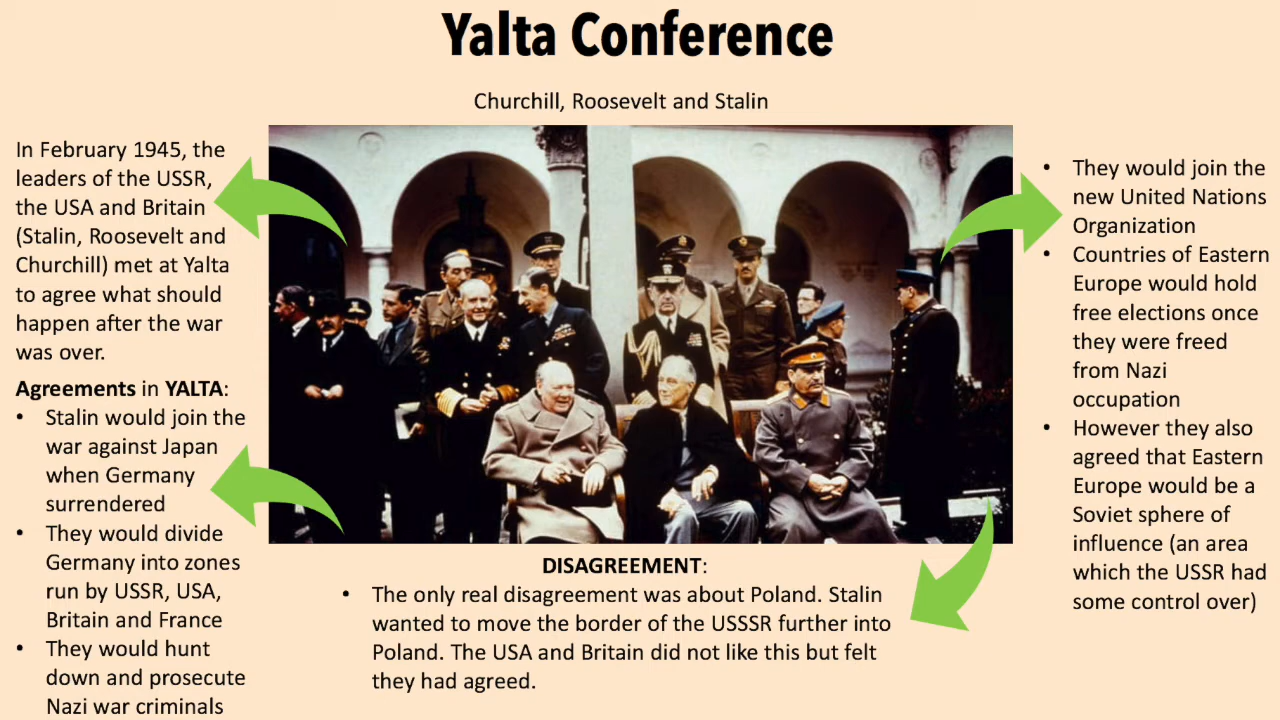 Yalta Conference
Churchill, Roosevelt and Stalin
In February 1945, the
leaders of the USSR,
the USA and Britain
(Stalin, Roosevelt and
Churchill) met at Yalta
to agree what should
happen after the war
was over.
Agreements in YALTA:
• Stalin would join the
war against Japan
when Germany
surrendered
• They would divide
Germany into zones
run by USSR, USA,
Britain and France
• They would hunt
down and prosecute
Nazi war criminals
• They would join the
new United Nations
Organization
• Countries of Eastern
Europe would hold
free elections once
they were freed
from Nazi
occupation
• However they also
agreed that Eastern
Europe would be a
Soviet sphere of
influence (an area
which the USSR had
some control over)
DISAGREEMENT:
• The only real disagreement was about Poland. Stalin
wanted to move the border of the USSSR further into
Poland. The USA and Britain did not like this but felt
they had agreed.